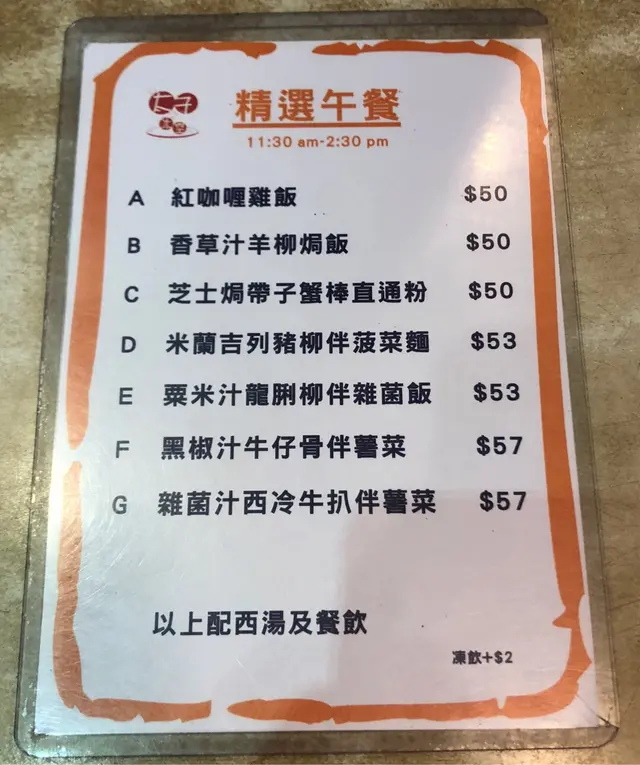 精選午餐
11:30 am-2:30 pm
A 紅咖喱雞飯 $50
B 香草汁羊柳焗飯 $50
C 芝士焗帶子蟹棒直通粉 $50
D 米蘭吉列豬柳伴菠菜麵 $53
E 粟米汁龍脷柳伴雜菌飯 $53
F 黑椒汁牛仔骨伴薯菜 $57
G 雜菌汁西冷牛扒伴薯菜 $57
以上配西湯及餐飲
凍飲+$2